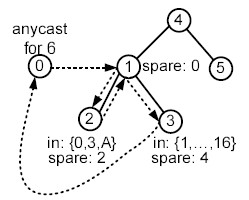 4
anycast
for 6
0
1
spare: 0
5
2
3
in: {0,3,A}
spare: 2
in: {1,...,16}
spare: 4